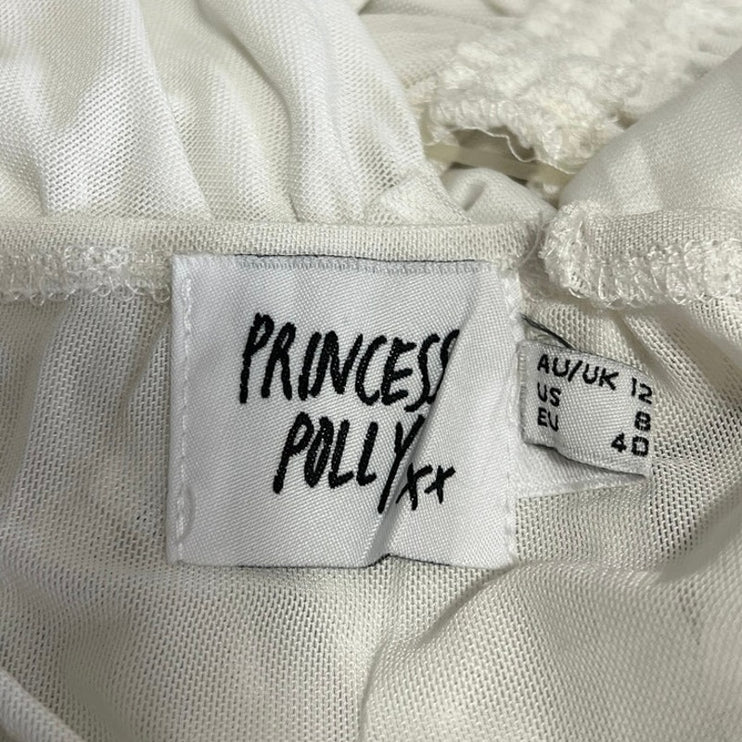 PRINCESS
POLLY xx
AU/UK 12
US 8
EU 40